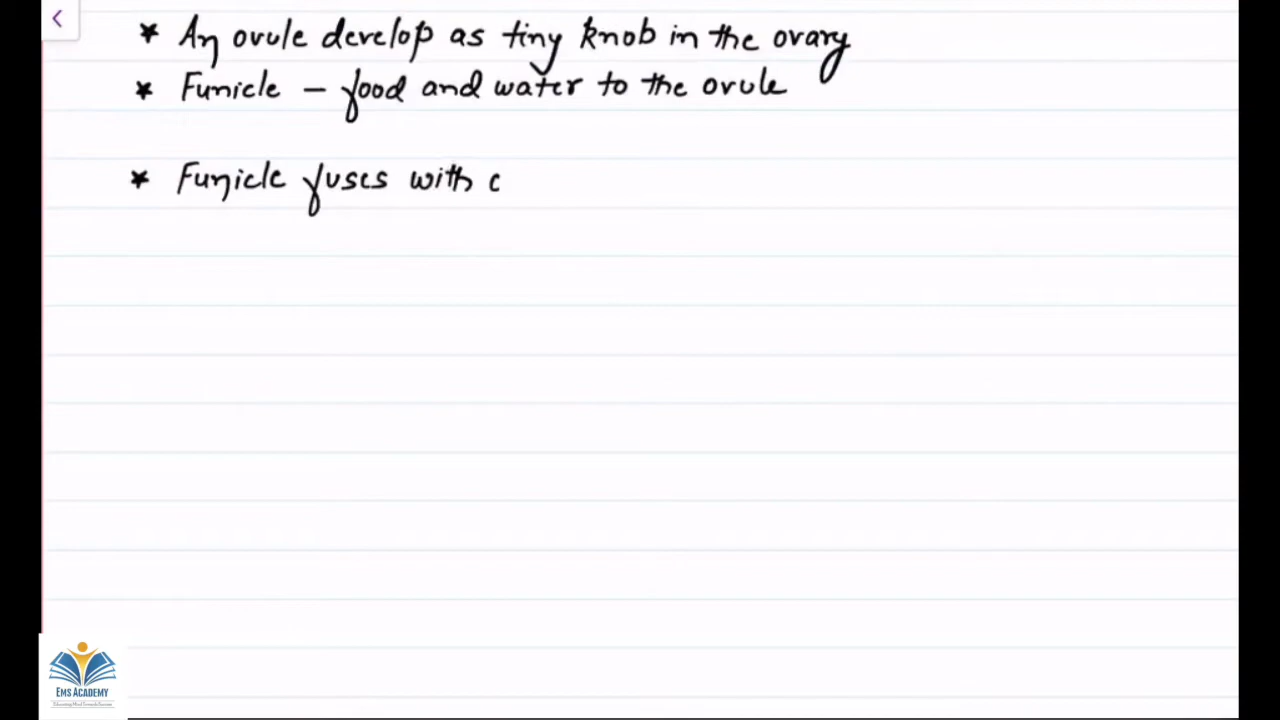 * An ovule develop as tiny knob in the ovary
* Funicle – food and water to the ovule
* Funicle fuses with c
EMS ACADEMY